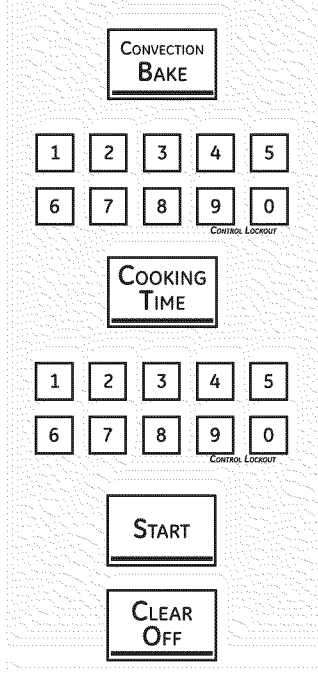 CONVECTION
BAKE
1 2 3 4 5
6 7 8 9 0
CONTROL LOCKOUT
COOKING
TIME
1 2 3 4 5
6 7 8 9 0
CONTROL LOCKOUT
START
CLEAR
OFF